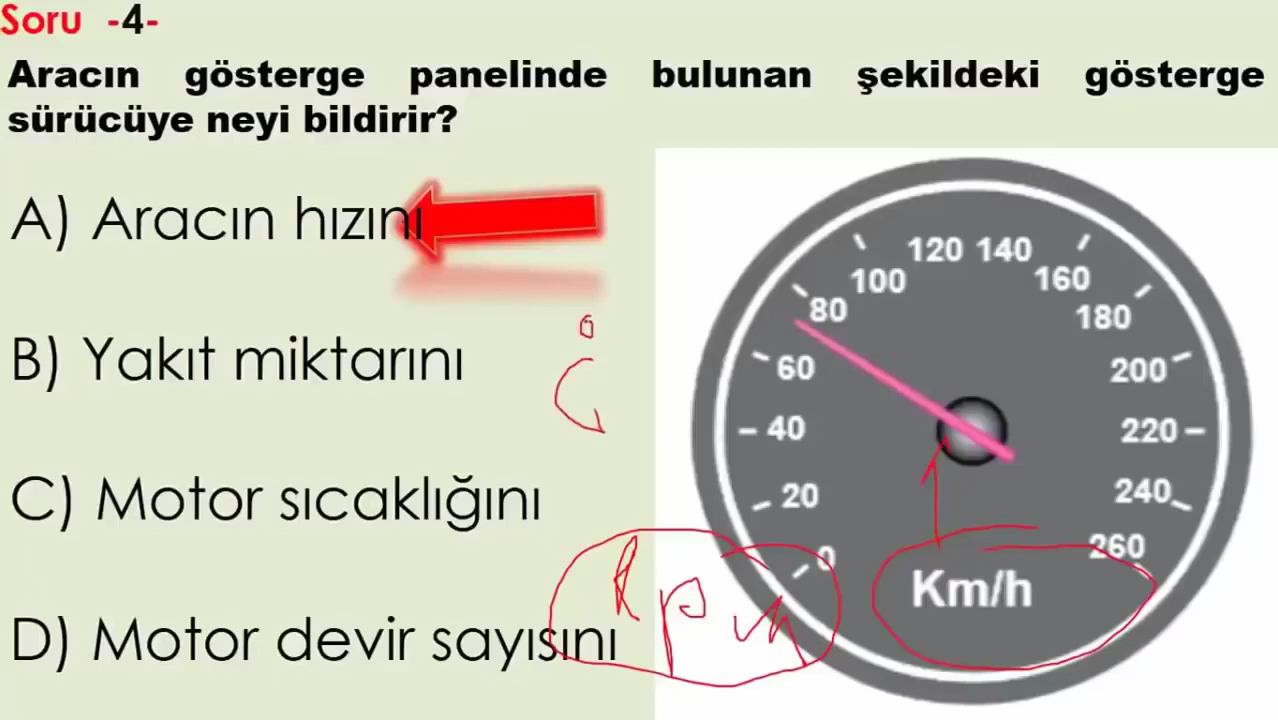 Soru -4-
Aracın gösterge panelinde bulunan şekildeki gösterge
sürücüye neyi bildirir?
A) Aracın hızını
B) Yakıt miktarını
C) Motor sıcaklığını
D) Motor devir sayısını
0
20
40
60
80
100
120
140
160
180
200
220
240
260
Km/h